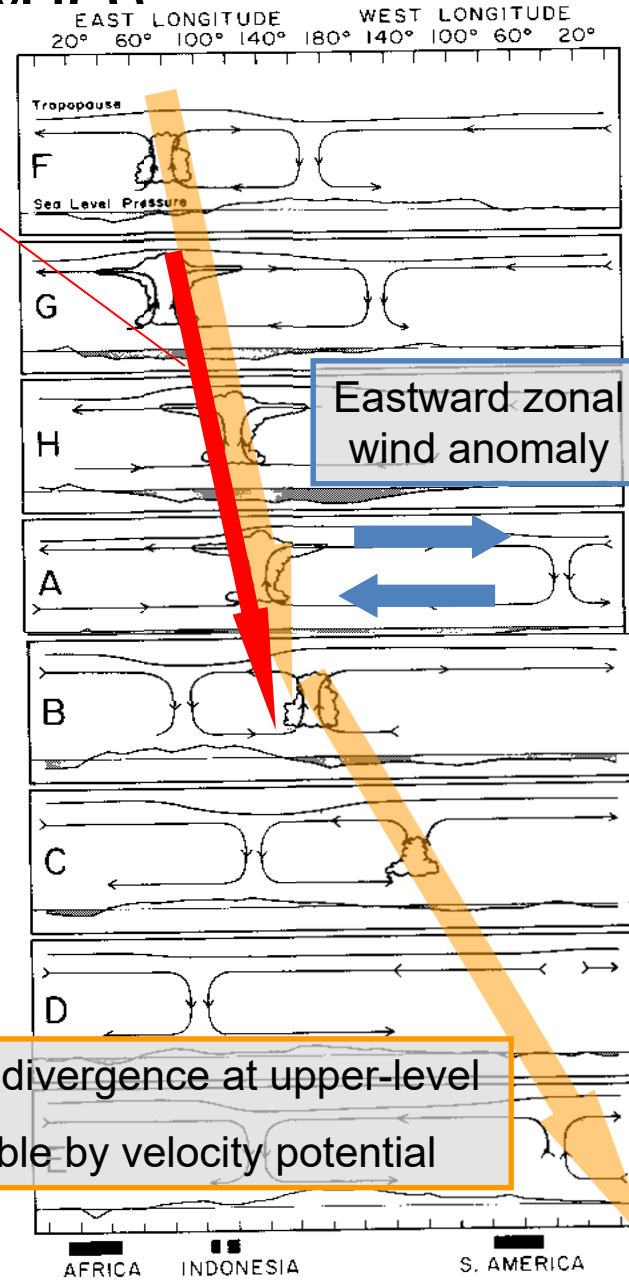 EAST LONGITUDE WEST LONGITUDE
20° 60° 100° 140° 180° 140° 100° 60° 20°
Tropopause
F
Sea Level Pressure
G
Eastward zonal
wind anomaly
H
A
B
C
D
divergence at upper-level
by velocity potential
E
AFRICA INDONESIA S. AMERICA